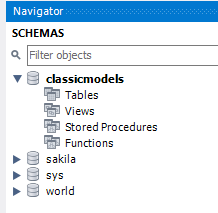 Navigator
SCHEMAS
Filter objects
classicmodels
Tables
Views
Stored Procedures
Functions
sakila
sys
world